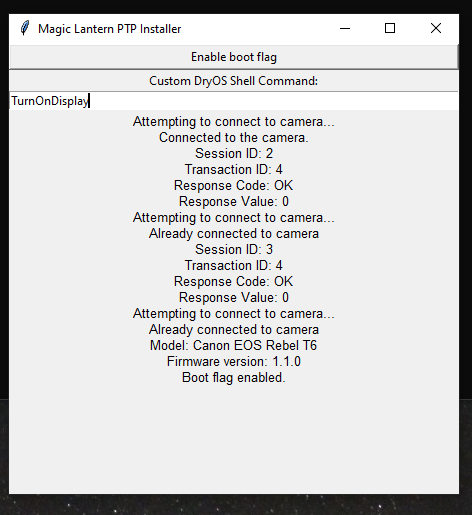 Magic Lantern PTP Installer
Enable boot flag
Custom DryOS Shell Command:
TurnOnDisplay
Attempting to connect to camera...
Connected to the camera.
Session ID: 2
Transaction ID: 4
Response Code: OK
Response Value: 0
Attempting to connect to camera...
Already connected to camera
Session ID: 3
Transaction ID: 4
Response Code: OK
Response Value: 0
Attempting to connect to camera...
Already connected to camera
Model: Canon EOS Rebel T6
Firmware version: 1.1.0
Boot flag enabled.